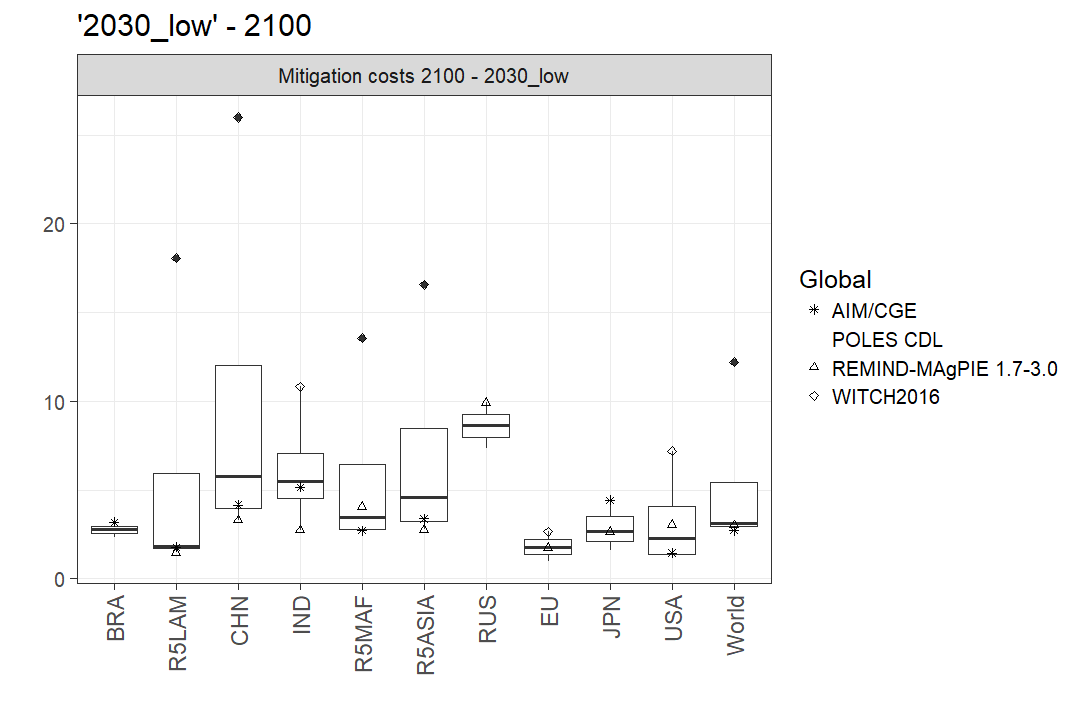 '2030_low' - 2100
Mitigation costs 2100 - 2030_low
20
10
0
BRA
R5LAM
CHN
IND
R5MAF
R5ASIA
RUS
EU
JPN
USA
World
Global
AIM/CGE
POLES CDL
REMIND-MAgPIE 1.7-3.0
WITCH2016